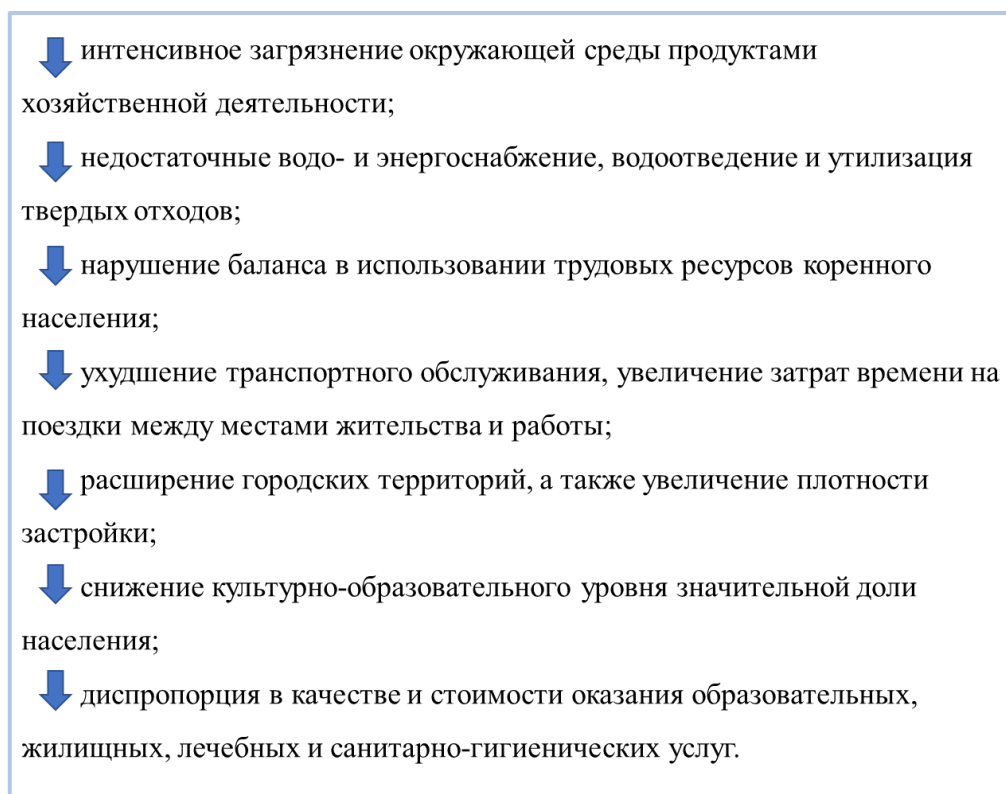 интенсивное загрязнение окружающей среды продуктами
хозяйственной деятельности;
недостаточные водо- и энергоснабжение, водоотведение и утилизация
твердых отходов;
нарушение баланса в использовании трудовых ресурсов коренного
населения;
ухудшение транспортного обслуживания, увеличение затрат времени на
поездки между местами жительства и работы;
расширение городских территорий, а также увеличение плотности
застройки;
снижение культурно-образовательного уровня значительной доли
населения;
диспропорция в качестве и стоимости оказания образовательных,
жилищных, лечебных и санитарно-гигиенических услуг.